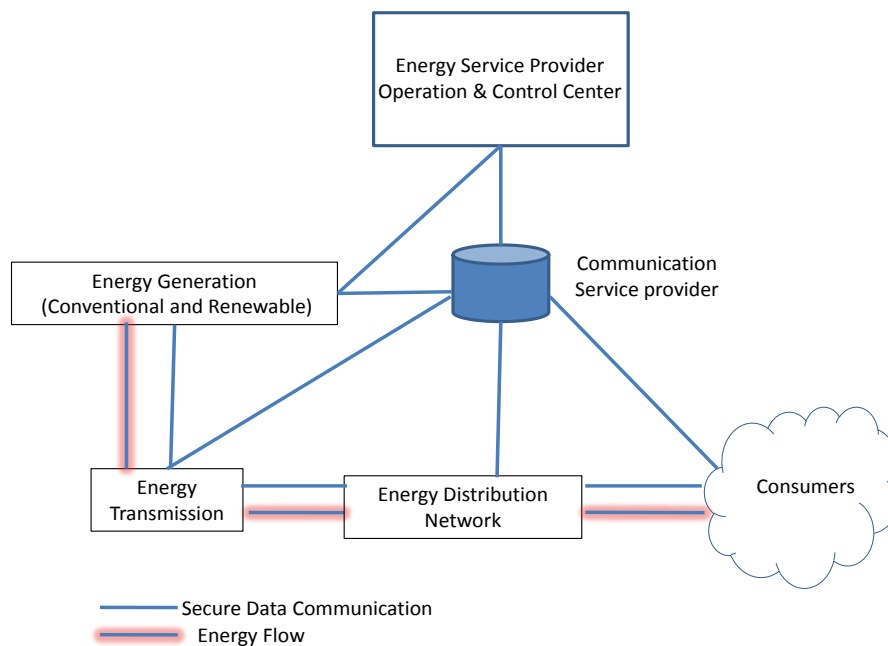 Energy Service Provider
Operation & Control Center
Energy Generation
(Conventional and Renewable)
Communication
Service provider
Energy
Transmission
Energy Distribution
Network
Consumers
Secure Data Communication
Energy Flow